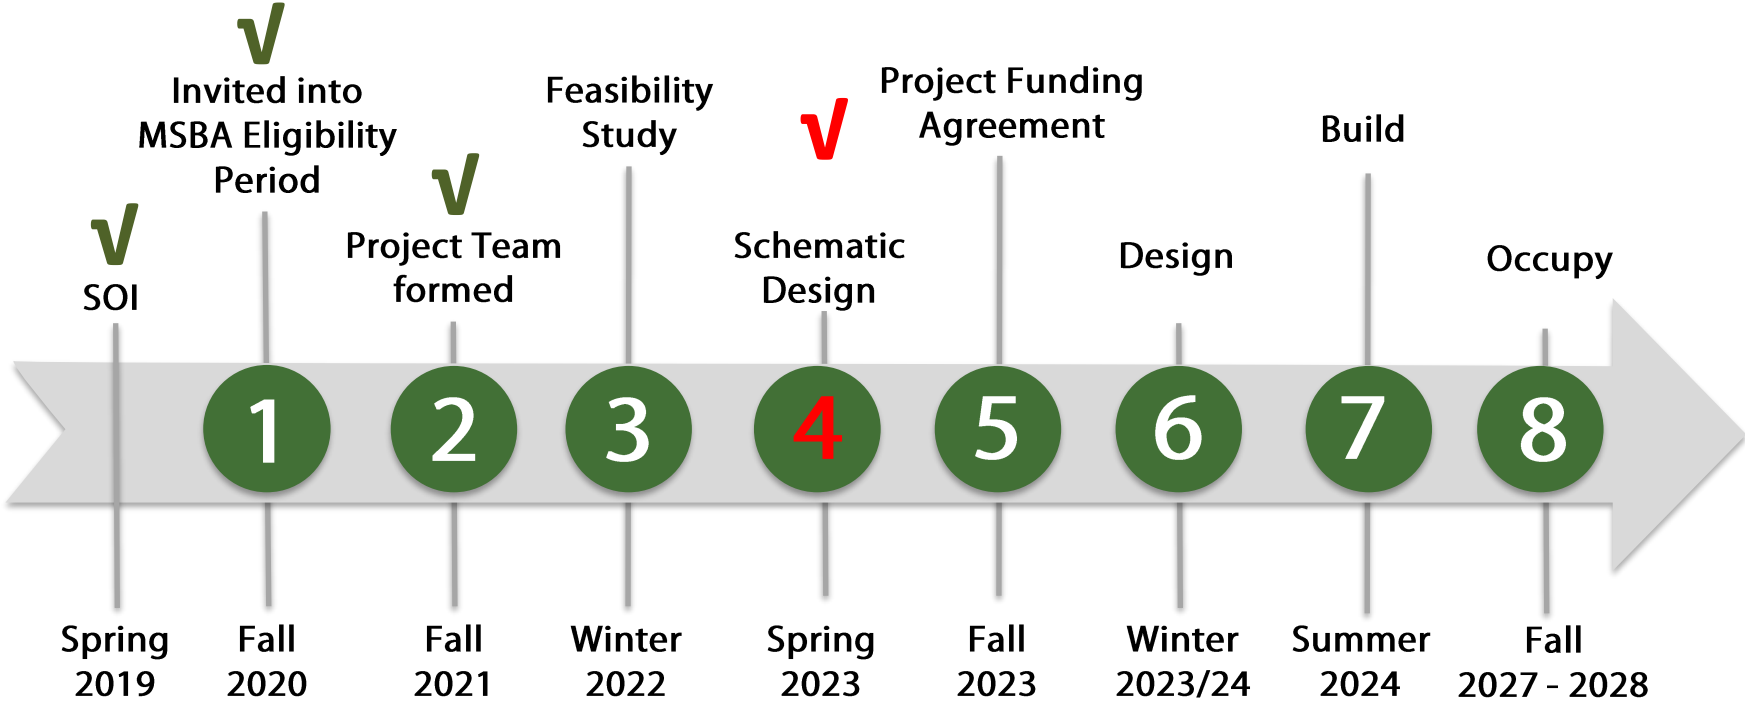 √
Invited into
MSBA Eligibility
Period
√
SOI
√
Project Team
formed
Feasibility
Study
√
Schematic
Design
Project Funding
Agreement
Design
Build
Occupy
1
2
3
4
5
6
7
8
Spring
2019
Fall
2020
Fall
2021
Winter
2022
Spring
2023
Fall
2023
Winter
2023/24
Summer
2024
Fall
2027 - 2028